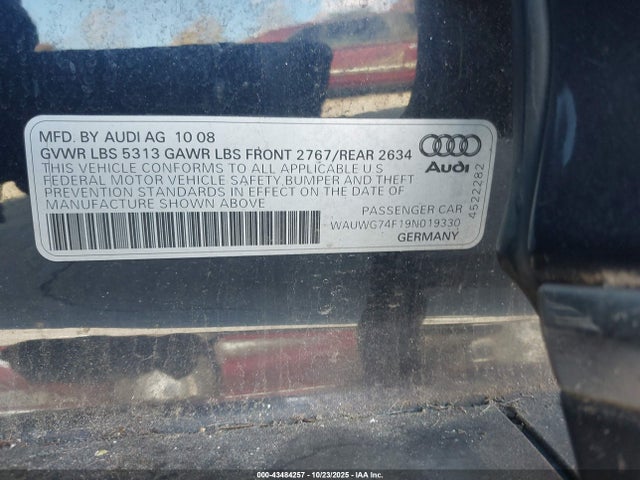 MFD. BY AUDI AG 10 08
GVWR LBS 5313 GAWR LBS FRONT 2767/REAR 2634
THIS VEHICLE CONFORMS TO ALL APPLICABLE U S
FEDERAL MOTOR VEHICLE SAFETY, BUMPER AND THEFT
PREVENTION STANDARDS IN EFFECT ON THE DATE OF
MANUFACTURE SHOWN ABOVE
Audi
4522282
PASSENGER CAR
WAUWG74F19N019330
GERMANY
000-43484257 | 10/23/2025 | IAA, Inc.